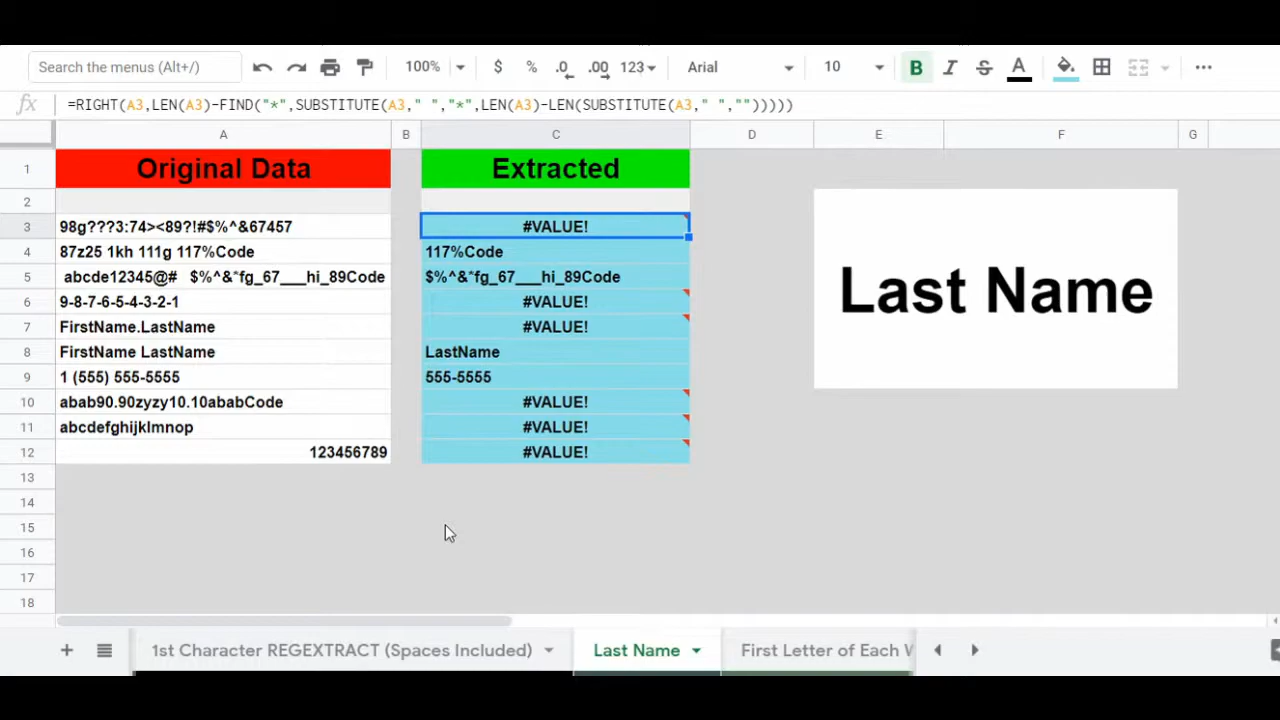 Search the menus (Alt+/) 100% $ % .0 .00 123 Arial 10 B I S A
fx =RIGHT(A3,LEN(A3)-FIND("*",SUBSTITUTE(A3," ","*",LEN(A3)-LEN(SUBSTITUTE(A3," ","")))))
A B C D E F G
1 Original Data Extracted
2
3 98g???3:74><89?!#$%^&67457 #VALUE!
4 87z25 1kh 111g 117%Code 117%Code
5 abcde12345@# $%^&*fg_67___hi_89Code $%^&*fg_67___hi_89Code
Last Name
6 9-8-7-6-5-4-3-2-1 #VALUE!
7 FirstName.LastName #VALUE!
8 FirstName LastName LastName
9 1 (555) 555-5555 555-5555
10 abab90.90zyzy10.10ababCode #VALUE!
11 abcdefghijklmnop #VALUE!
12 123456789 #VALUE!
13
14
15
16
17
18
+ 1st Character REGEXTRACT (Spaces Included) Last Name First Letter of Each W